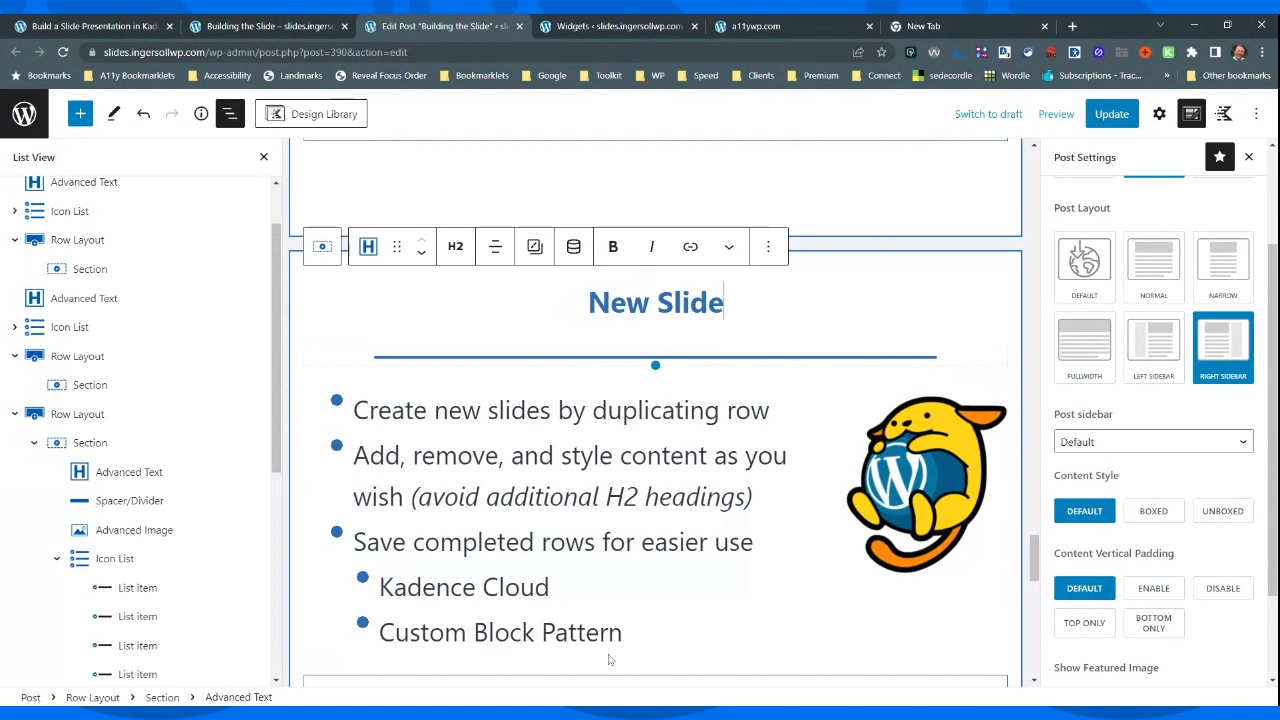 Build a Slide Presentation in Kad
Building the Slide – slides.ingers
Edit Post "Building the Slide" ‹ sl
Widgets ‹ slides.ingersollwp.com
a11ywp.com
New Tab
slides.ingersollwp.com/wp-admin/post.php?post=390&action=edit
Bookmarks
A11y Bookmarklets
Accessibility
Landmarks
Reveal Focus Order
Bookmarklets
Google
Toolkit
WP
Speed
Clients
Premium
Connect
sedecordle
Wordle
Subscriptions - Trac...
»
Other bookmarks
Design Library
Switch to draft
Preview
Update
List View
Advanced Text
Icon List
Row Layout
Section
Advanced Text
Icon List
Row Layout
Section
Row Layout
Section
Advanced Text
Spacer/Divider
Advanced Image
Icon List
List item
List item
List item
List item
H2
B
I
New Slide
Create new slides by duplicating row
Add, remove, and style content as you
wish (avoid additional H2 headings)
Save completed rows for easier use
Kadence Cloud
Custom Block Pattern
Post Settings
Post Layout
DEFAULT
NORMAL
NARROW
FULLWIDTH
LEFT SIDEBAR
RIGHT SIDEBAR
Post sidebar
Default
Content Style
DEFAULT
BOXED
UNBOXED
Content Vertical Padding
DEFAULT
ENABLE
DISABLE
TOP ONLY
BOTTOM
ONLY
Show Featured Image
Post
Row Layout
Section
Advanced Text